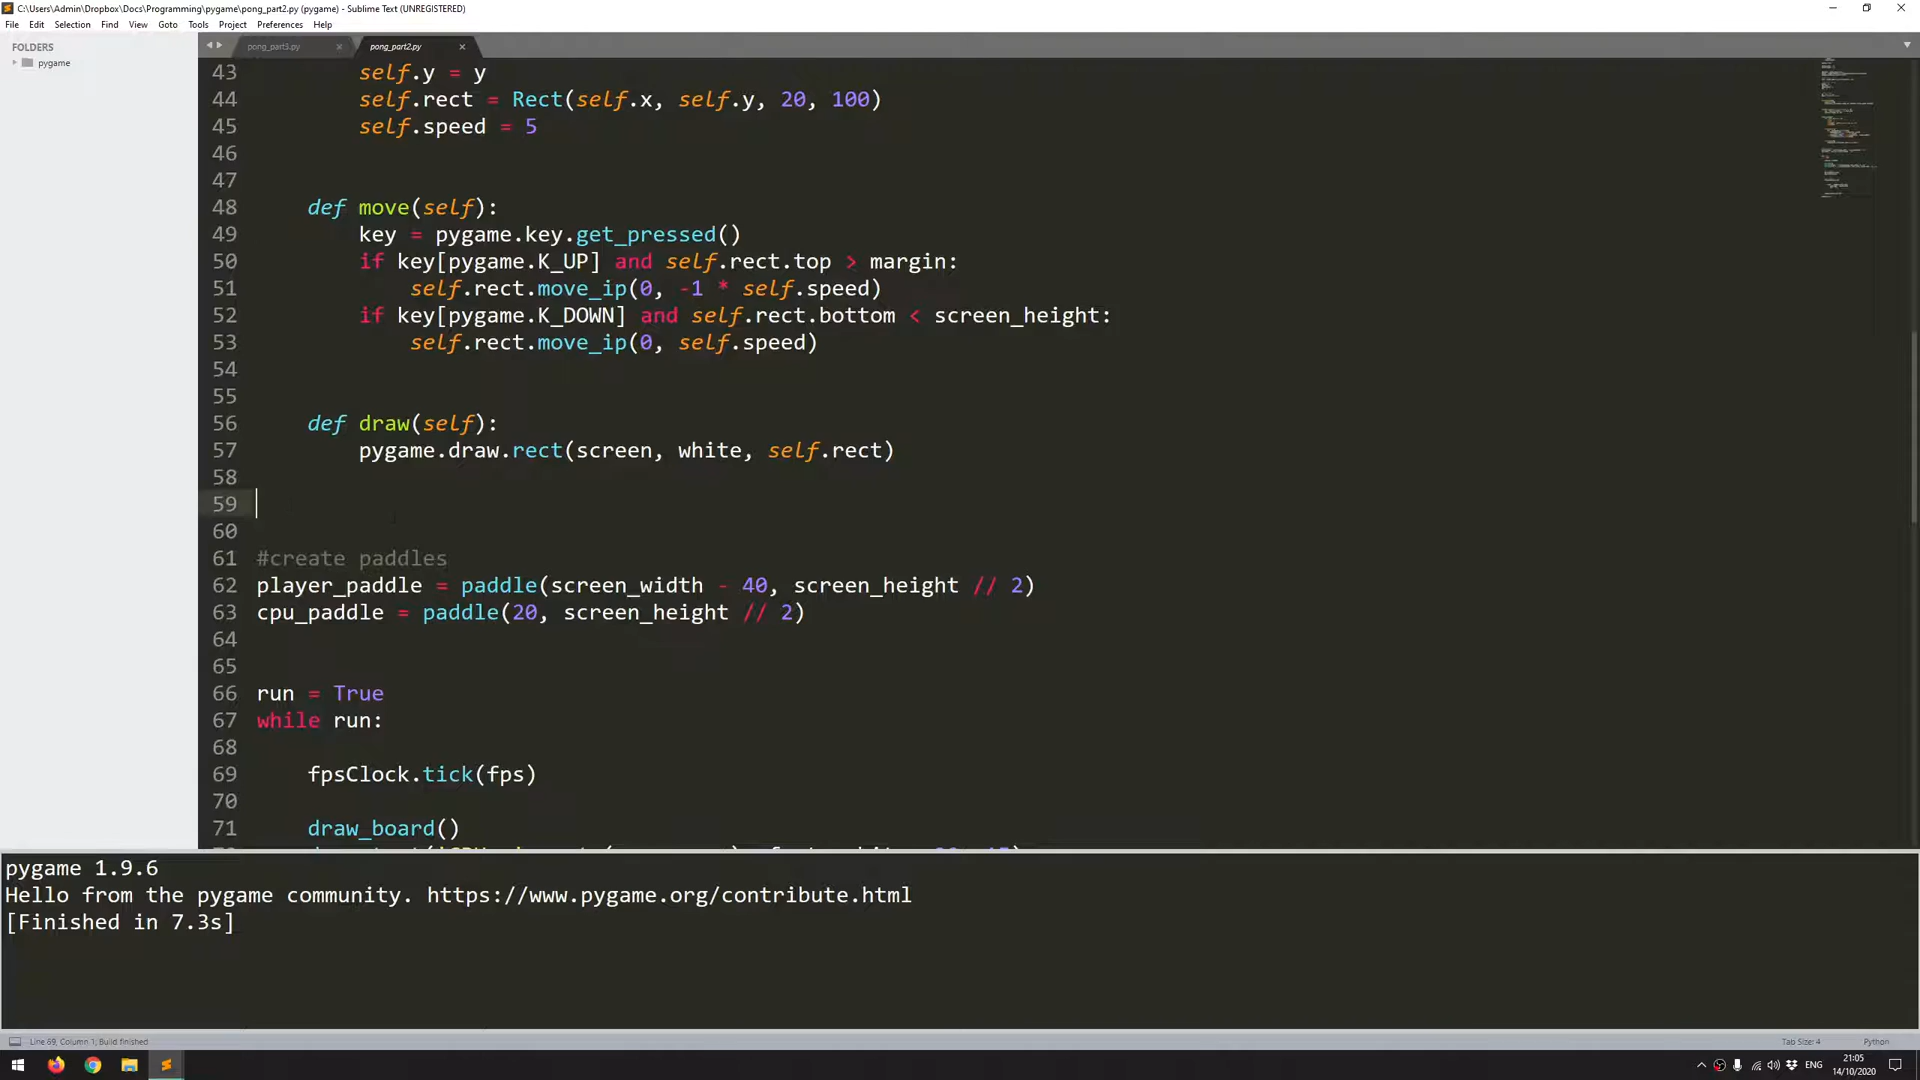 C:\Users\Admin\Dropbox\Docs\Programming\pygame\pong_part2.py (pygame) - Sublime Text (UNREGISTERED)
File Edit Selection Find View Goto Tools Project Preferences Help
FOLDERS
pygame
pong_part3.py
pong_part2.py
43 self.y = y
44 self.rect = Rect(self.x, self.y, 20, 100)
45 self.speed = 5
46
47
48 def move(self):
49 key = pygame.key.get_pressed()
50 if key[pygame.K_UP] and self.rect.top > margin:
51 self.rect.move_ip(0, -1 * self.speed)
52 if key[pygame.K_DOWN] and self.rect.bottom < screen_height:
53 self.rect.move_ip(0, self.speed)
54
55
56 def draw(self):
57 pygame.draw.rect(screen, white, self.rect)
58
59
60
61 #create paddles
62 player_paddle = paddle(screen_width - 40, screen_height // 2)
63 cpu_paddle = paddle(20, screen_height // 2)
64
65
66 run = True
67 while run:
68
69 fpsClock.tick(fps)
70
71 draw_board()
pygame 1.9.6
Hello from the pygame community. https://www.pygame.org/contribute.html
[Finished in 7.3s]
Line 69, Column 1; Build finished
Tab Size: 4
Python
ENG
21:05
14/10/2020